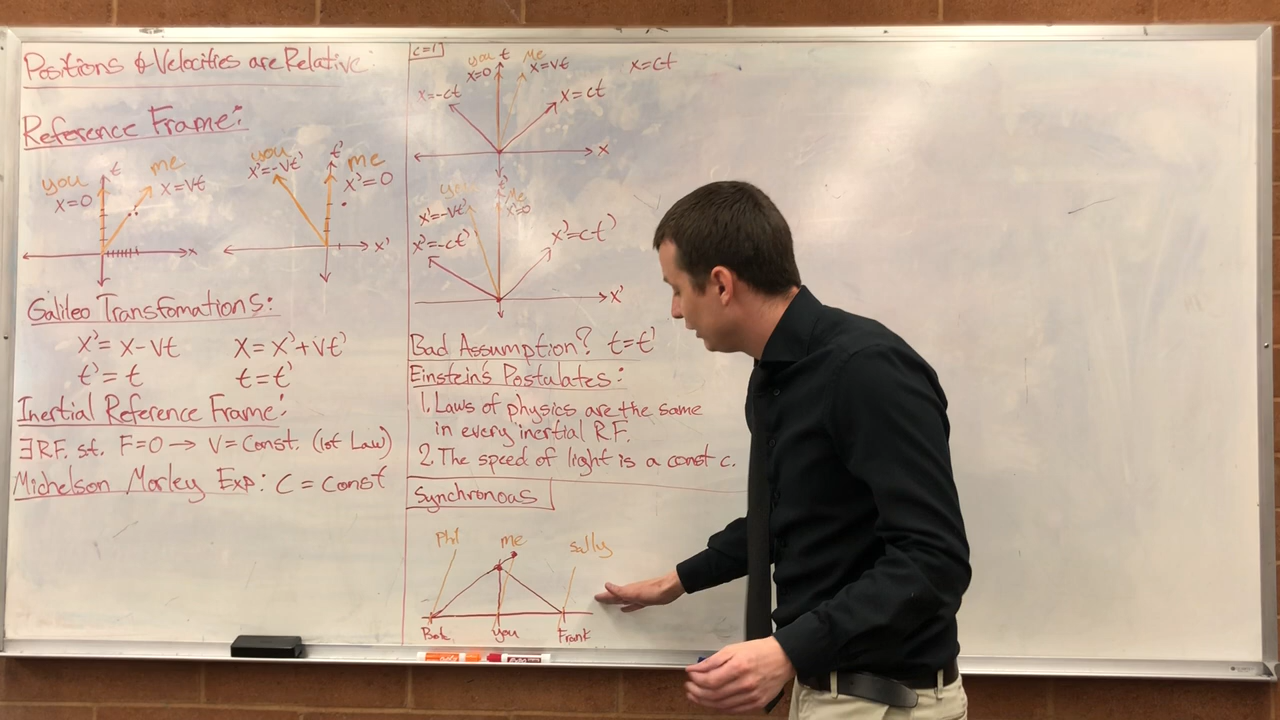 Positions & Velocities are Relative:
Reference Frame:
you
x=0
t
me
x=vt
x
you
x'=-vt'
t'
me
x'=0
x'
Galileo Transfomations:
x'= x-vt x=x'+vt'
t'=t t=t'
Inertial Reference Frame:
∃R.F. st. F=0 → V=Const. (1st Law)
Michelson Morley Exp: C = Const
c=1
you t me
x=0 x=vt x=ct
x=-ct x=ct
x
t'
you me
x'=-vt' x'=0
x'=-ct' x'=ct'
x'
Bad Assumption? t=t'
Einstein's Postulates:
1. Laws of physics are the same
in every inertial R.F.
2. The speed of light is a const c.
Synchronous
Phil me sally
Bob you Frank